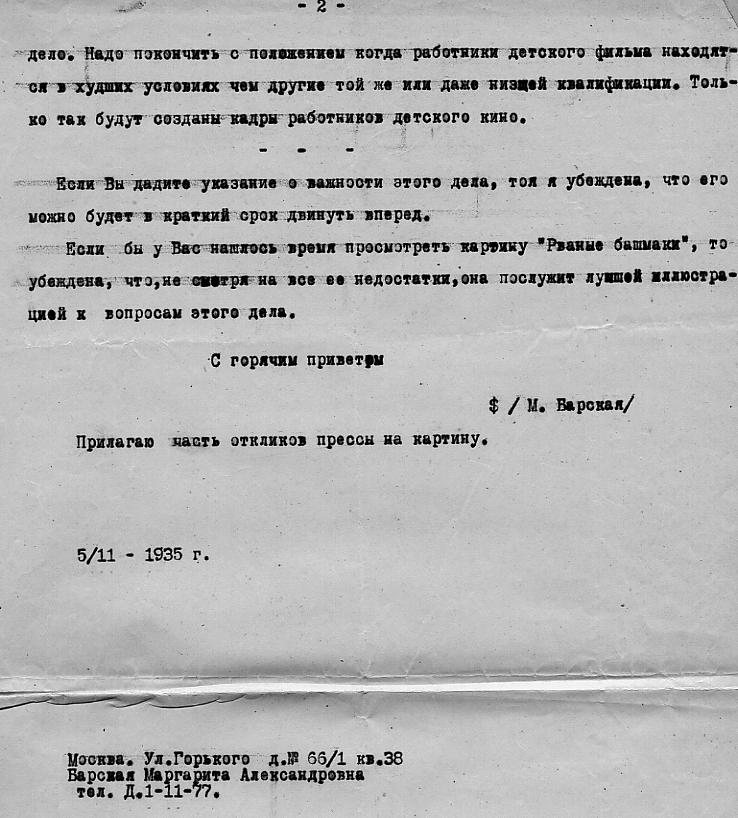 - 2 -
дело. Надо покончить с положением когда работники детского фильма находят-
ся в худших условиях чем другие той же или даже низщей квалификации. Толь-
ко так будут созданы кадры работников детского кино.
- - -
Если Вы дадите указание о важности этого дела, тоя я убеждена, что его
можно будет в краткий срок двинуть вперед.
Если бы у Вас нашлось время просмотреть картину "Рваные башмаки", то
убеждена, что,не смотря на все ее недостатки,она послужит лучшей иллюстра-
цией к вопросам этого дела.
С горячим приветом
$ / М. Барская/
Прилагаю часть откликов прессы на картину.
5/11 - 1935 г.
Москва. Ул.Горького д.№ 66/1 кв.38
Барская Маргарита Александровна
тел. Д.1-11-77.